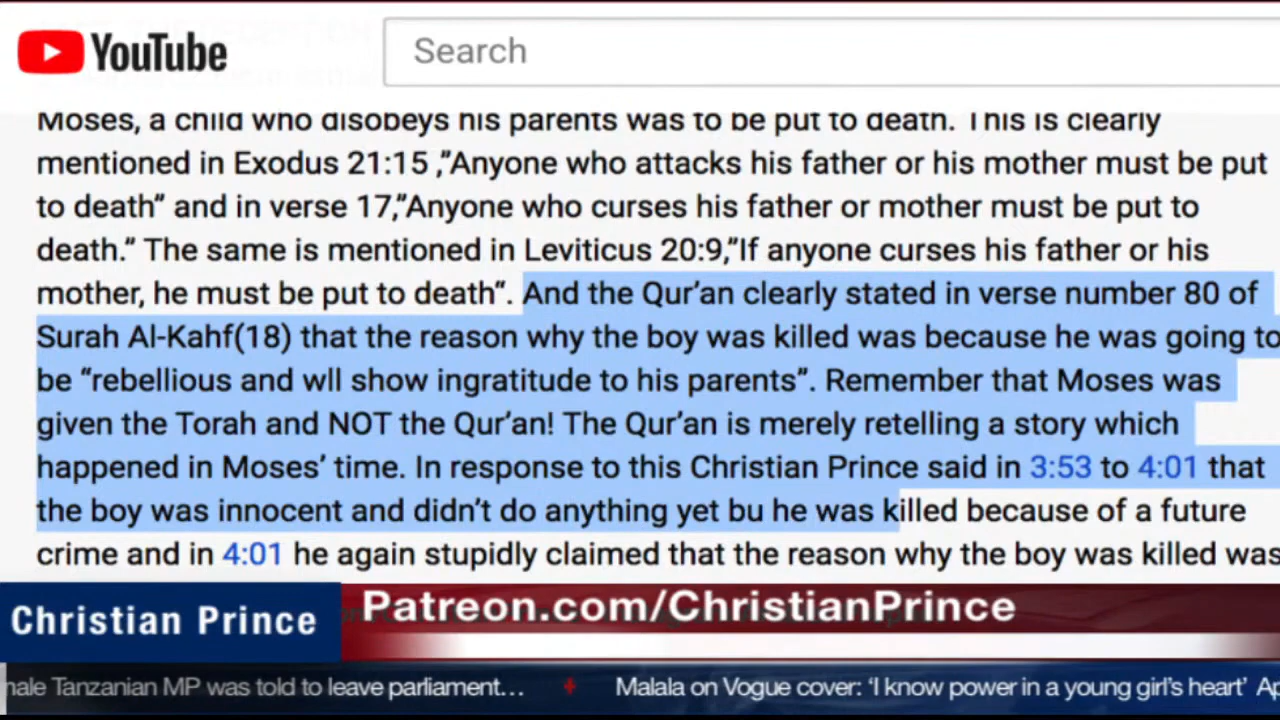 YouTube
Search
Moses, a child who disobeys his parents was to be put to death. This is clearly
mentioned in Exodus 21:15 ,”Anyone who attacks his father or his mother must be put
to death” and in verse 17,”Anyone who curses his father or mother must be put to
death.” The same is mentioned in Leviticus 20:9,”If anyone curses his father or his
mother, he must be put to death“. And the Qur’an clearly stated in verse number 80 of
Surah Al-Kahf(18) that the reason why the boy was killed was because he was going to
be “rebellious and wll show ingratitude to his parents”. Remember that Moses was
given the Torah and NOT the Qur’an! The Qur’an is merely retelling a story which
happened in Moses’ time. In response to this Christian Prince said in 3:53 to 4:01 that
the boy was innocent and didn’t do anything yet bu he was killed because of a future
crime and in 4:01 he again stupidly claimed that the reason why the boy was killed was
Christian Prince
Patreon.com/ChristianPrince
nale Tanzanian MP was told to leave parliament... Malala on Vogue cover: ‘I know power in a young girl’s heart’ Ap